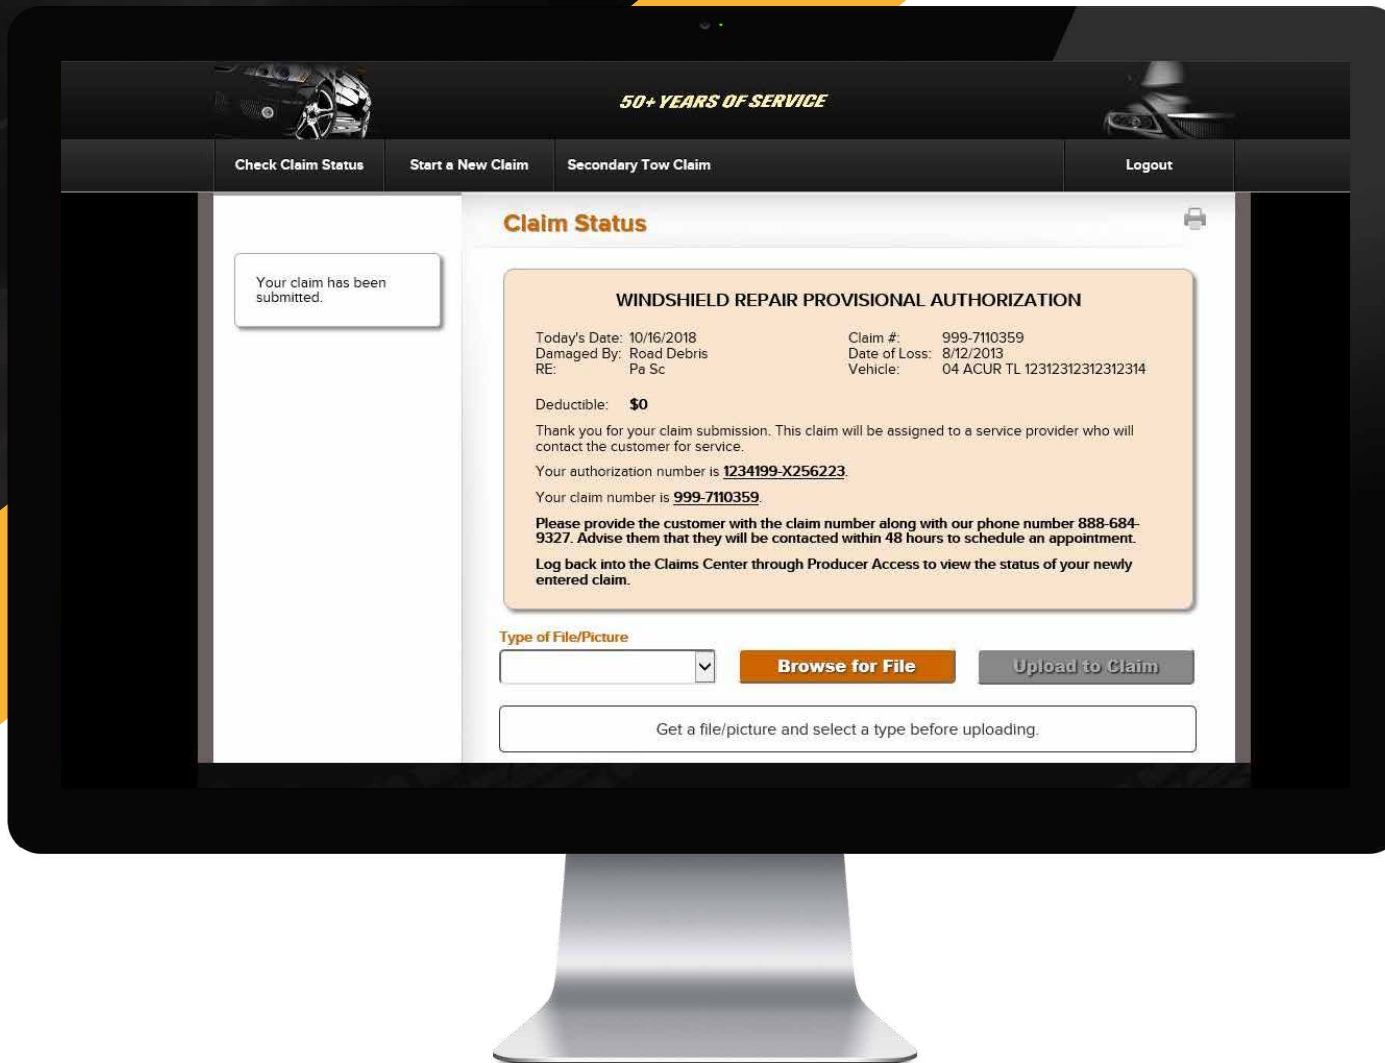 50+ YEARS OF SERVICE
Check Claim Status
Start a New Claim
Secondary Tow Claim
Logout
Your claim has been
submitted.
Claim Status
WINDSHIELD REPAIR PROVISIONAL AUTHORIZATION
Today's Date: 10/16/2018
Damaged By: Road Debris
RE: Pa Sc
Claim #: 999-7110359
Date of Loss: 8/12/2013
Vehicle: 04 ACUR TL 12312312312312314
Deductible: $0
Thank you for your claim submission. This claim will be assigned to a service provider who will
contact the customer for service.
Your authorization number is 1234199-X256223.
Your claim number is 999-7110359.
Please provide the customer with the claim number along with our phone number 888-684-
9327. Advise them that they will be contacted within 48 hours to schedule an appointment.
Log back into the Claims Center through Producer Access to view the status of your newly
entered claim.
Type of File/Picture
Browse for File
Upload to Claim
Get a file/picture and select a type before uploading.